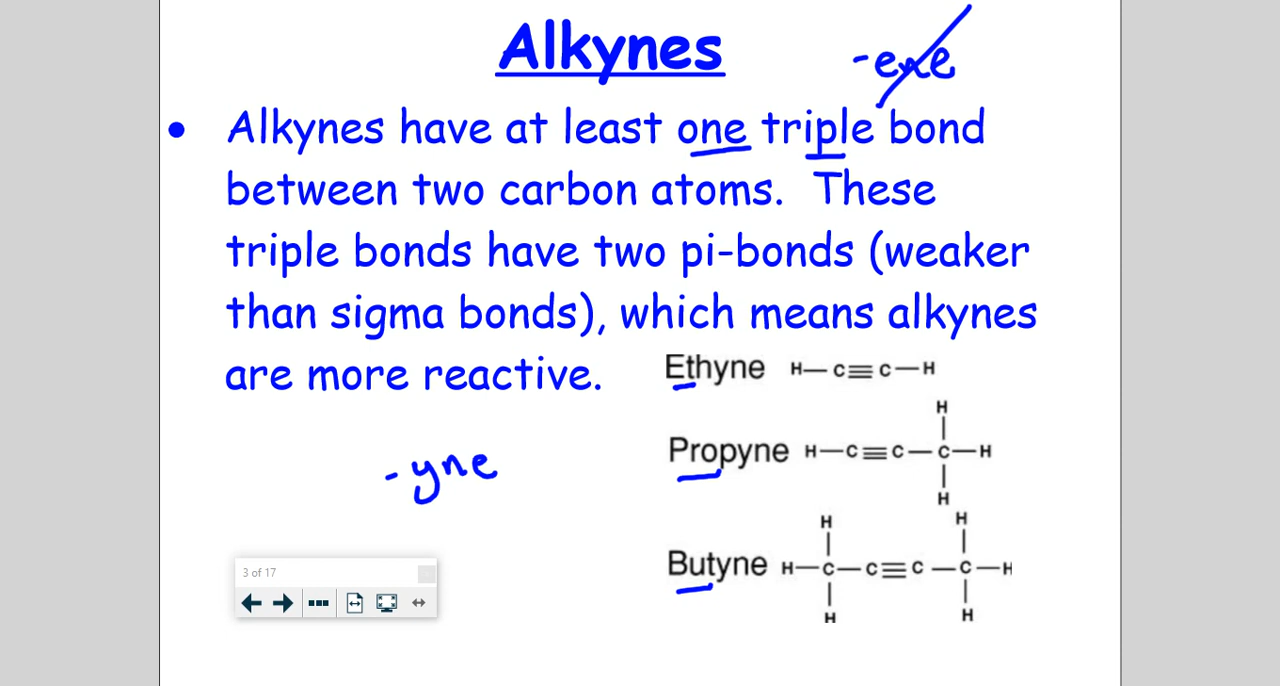 Alkynes
-ene
• Alkynes have at least one triple bond
between two carbon atoms. These
triple bonds have two pi-bonds (weaker
than sigma bonds), which means alkynes
are more reactive.
Ethyne H—C≡C—H
H
Propyne H—C≡C—C—H
H
-yne
H H
Butyne H—C—C≡C—C—H
H H
3 of 17